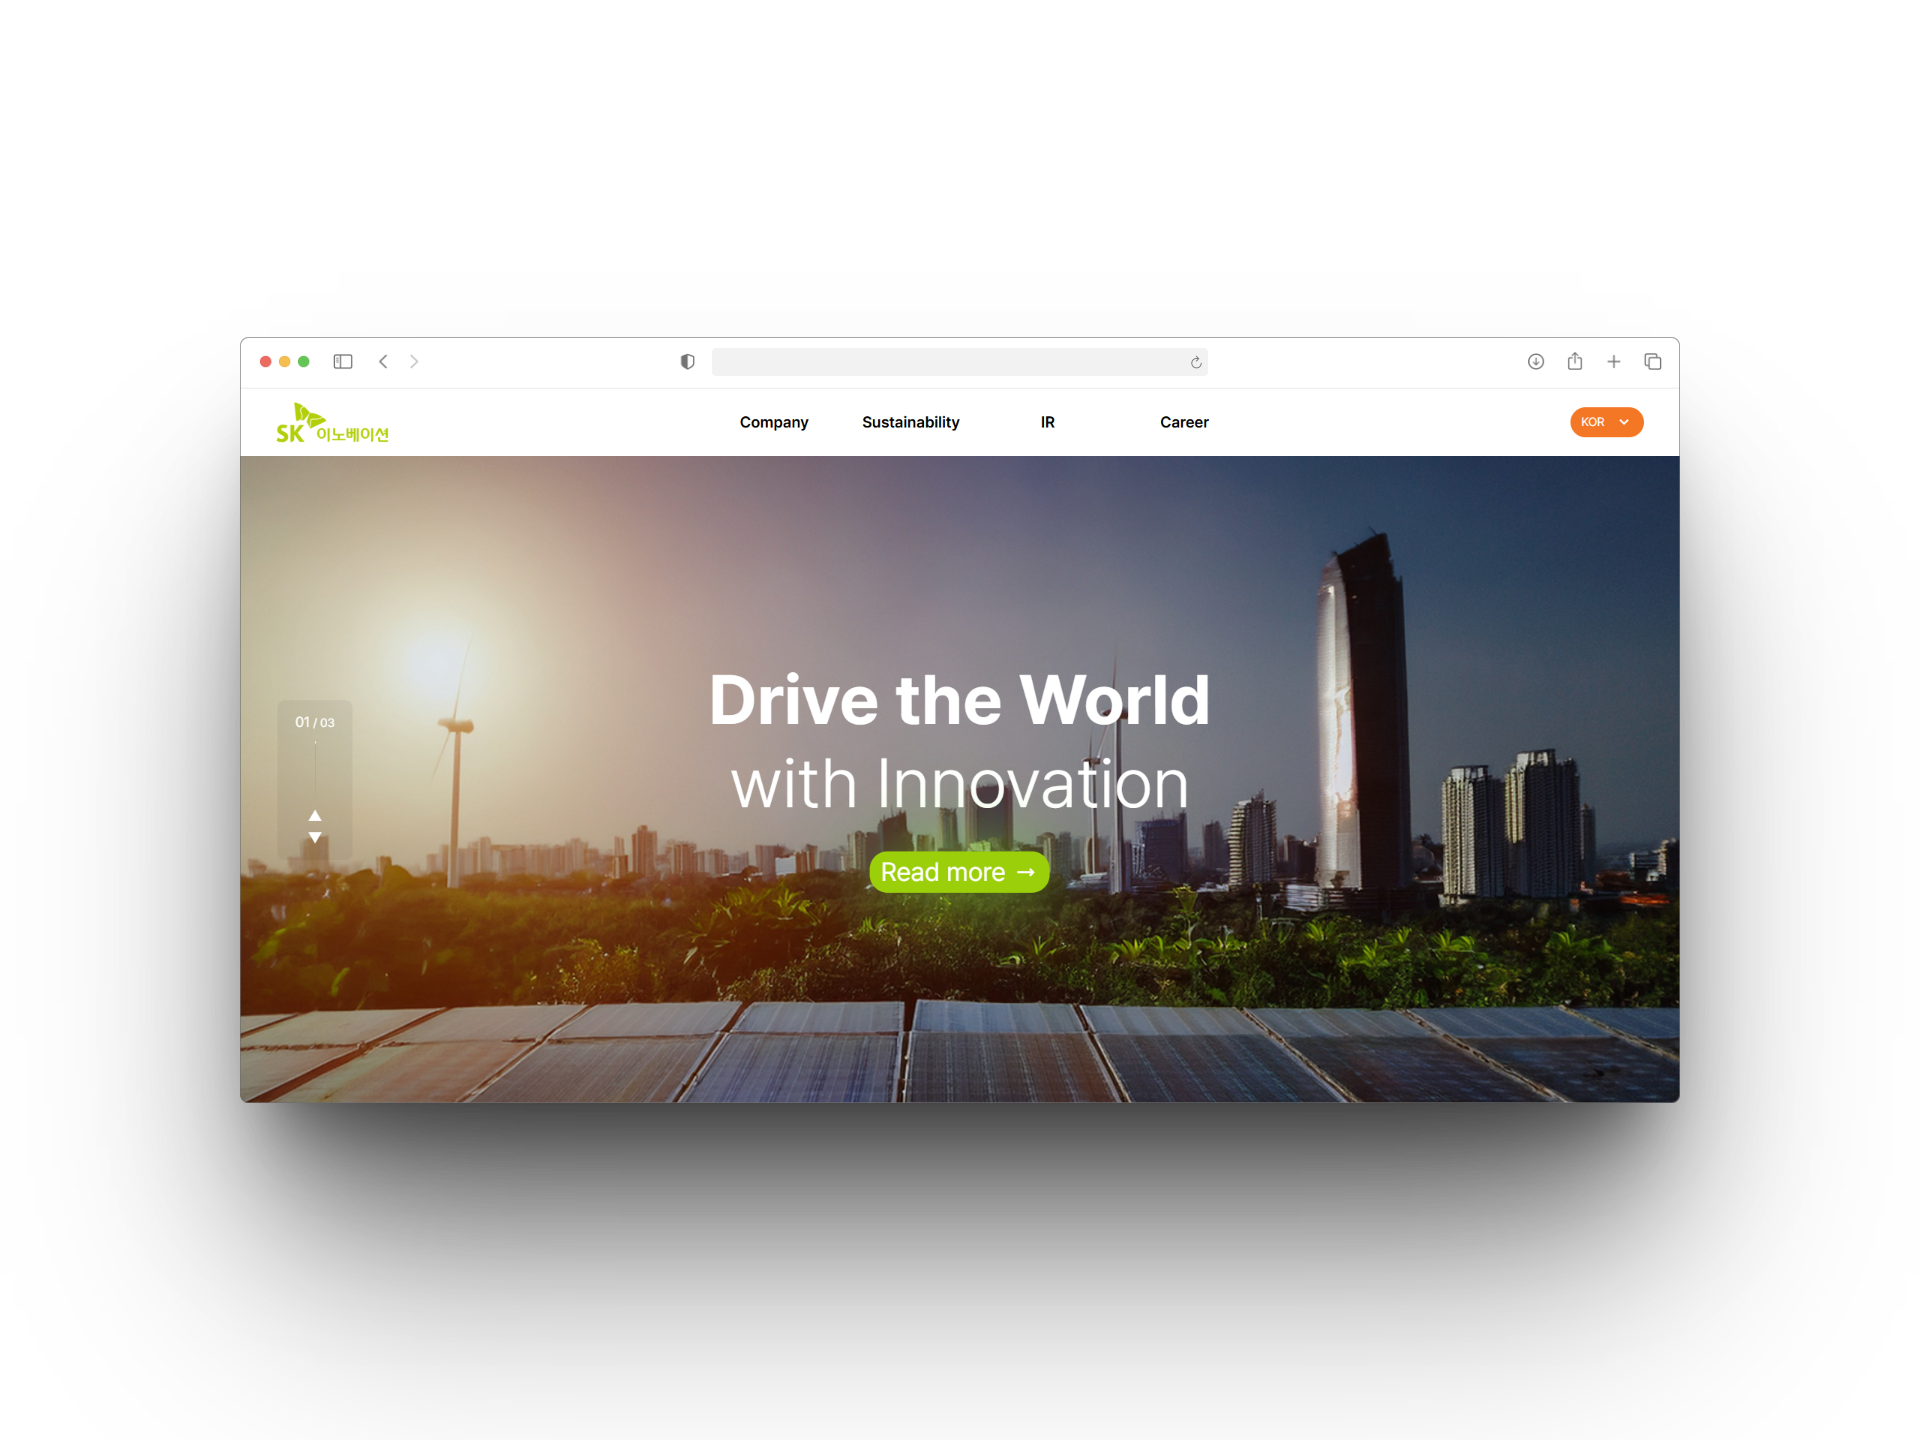 SK 이노베이션
Company Sustainability IR Career
KOR
Drive the World
with Innovation
01 / 03
Read more →